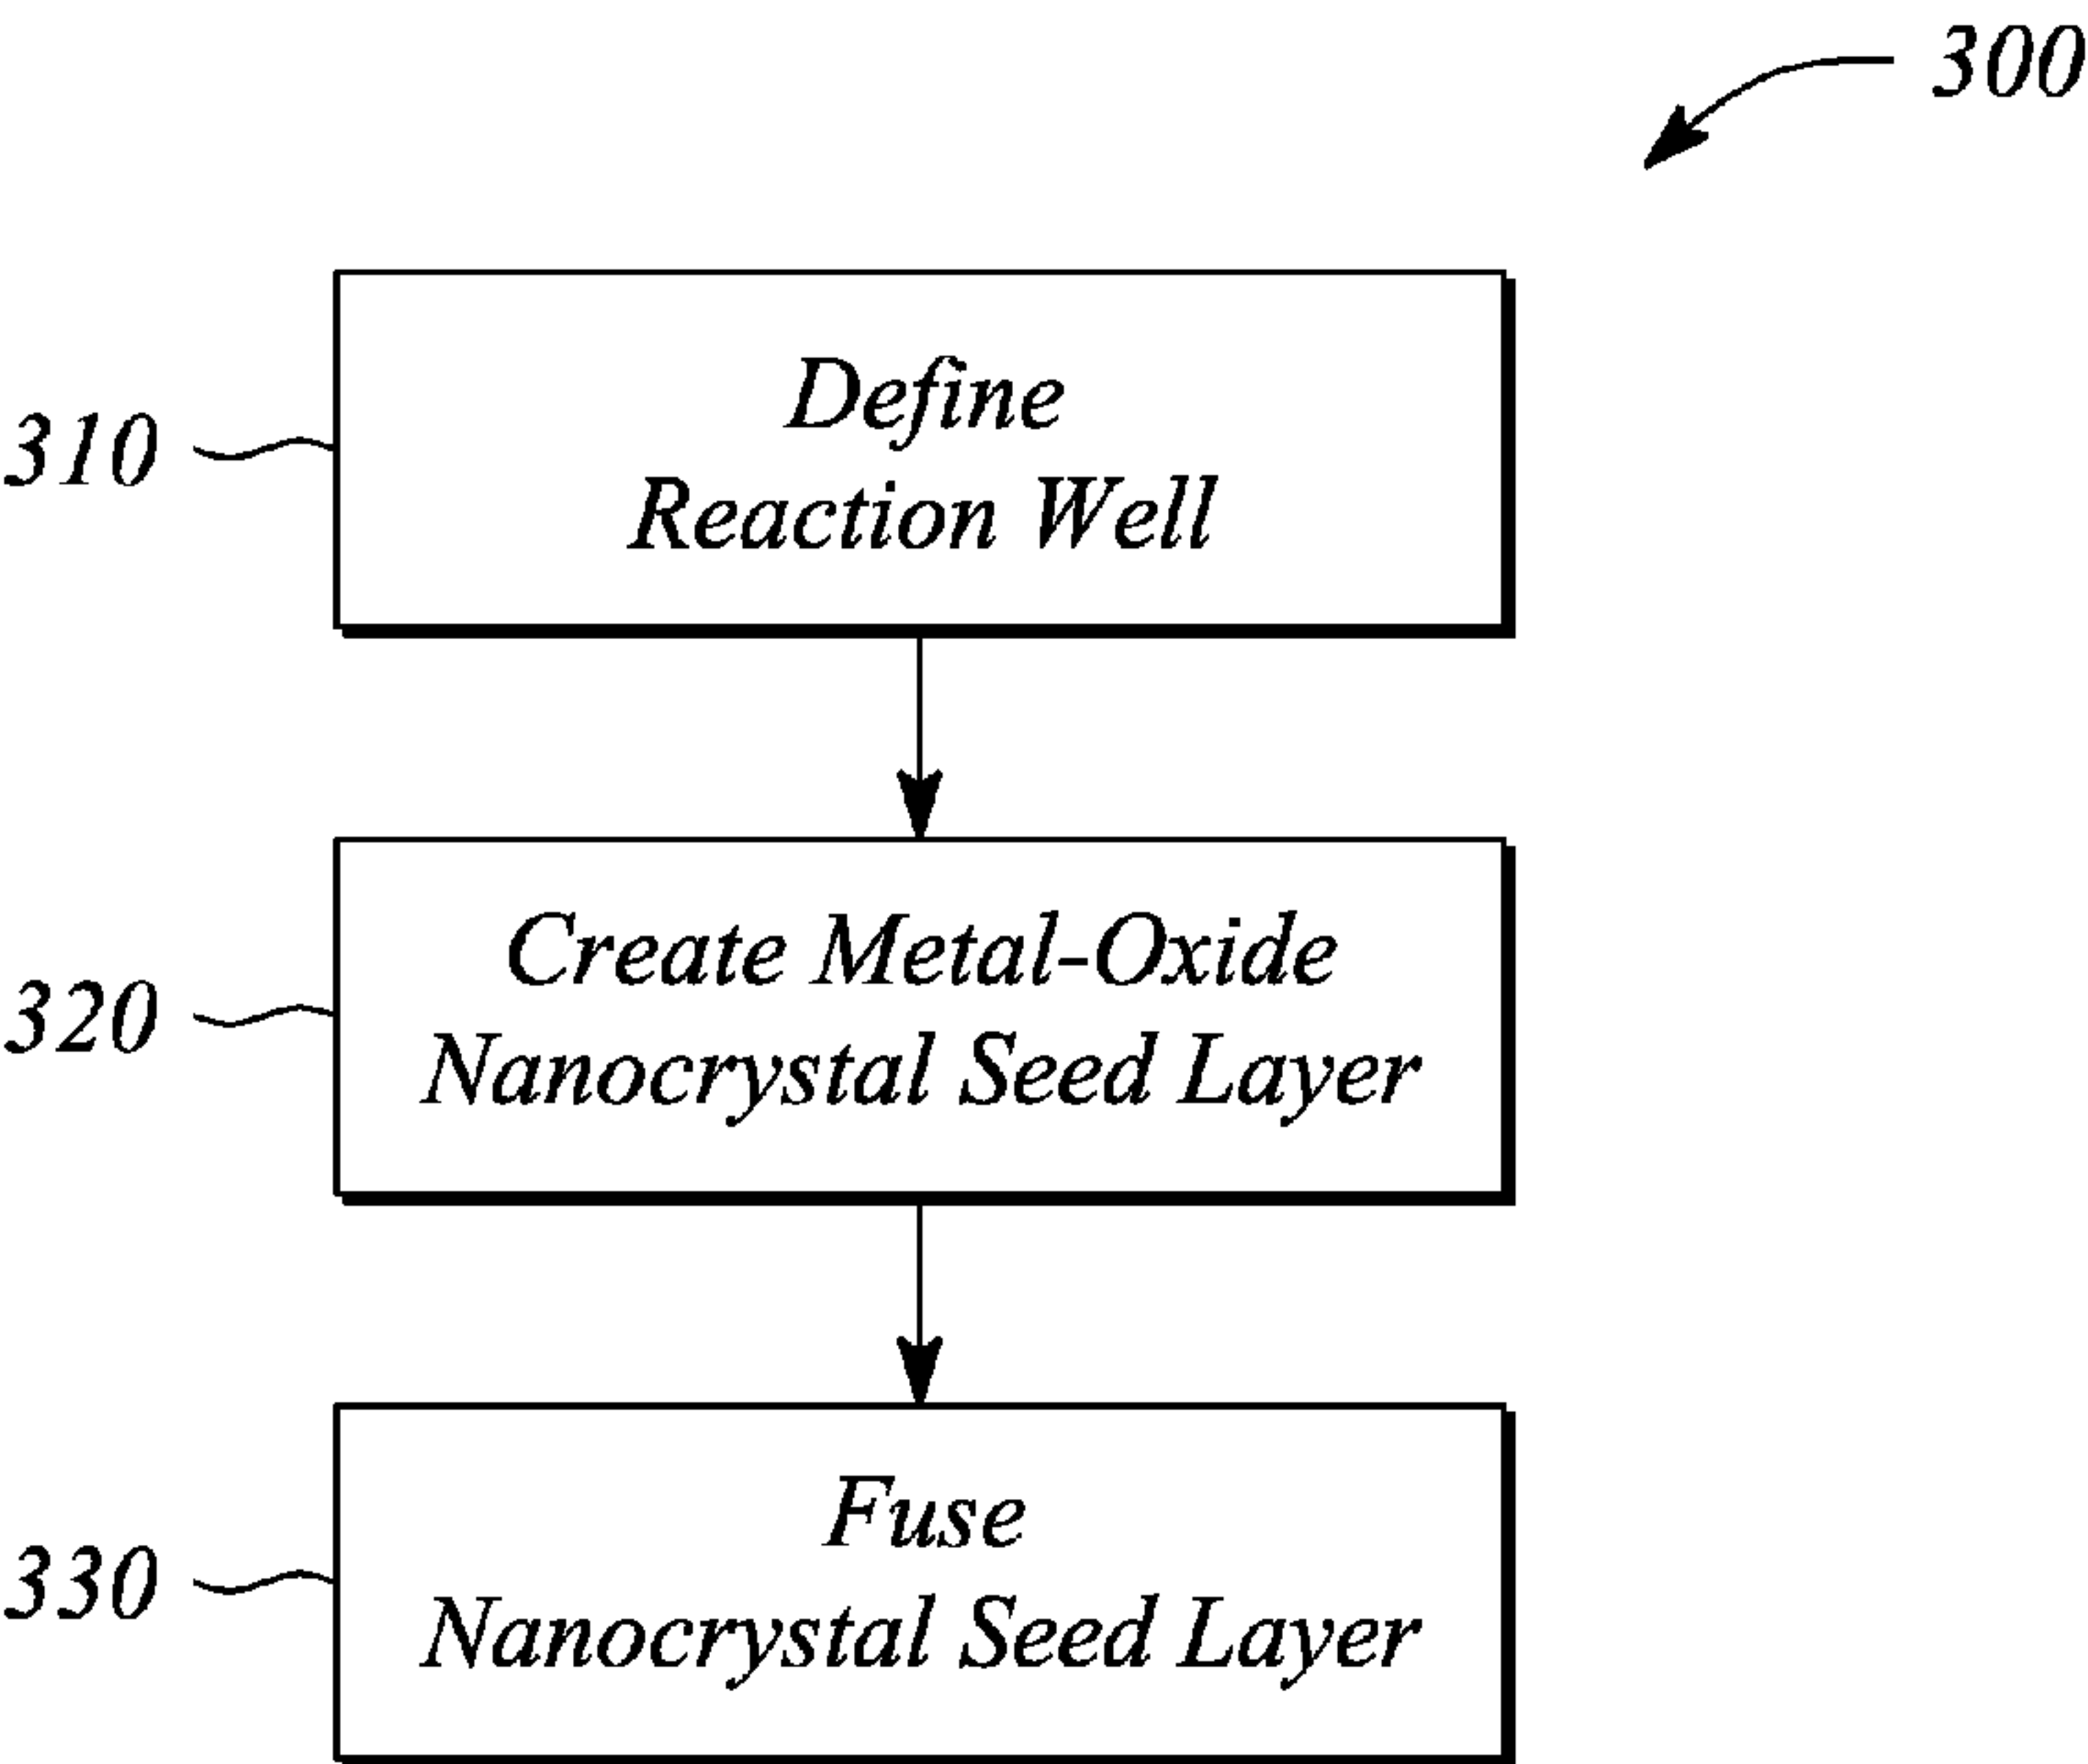 300
310
Define
Reaction Well
320
Create Metal-Oxide
Nanocrystal Seed Layer
330
Fuse
Nanocrystal Seed Layer